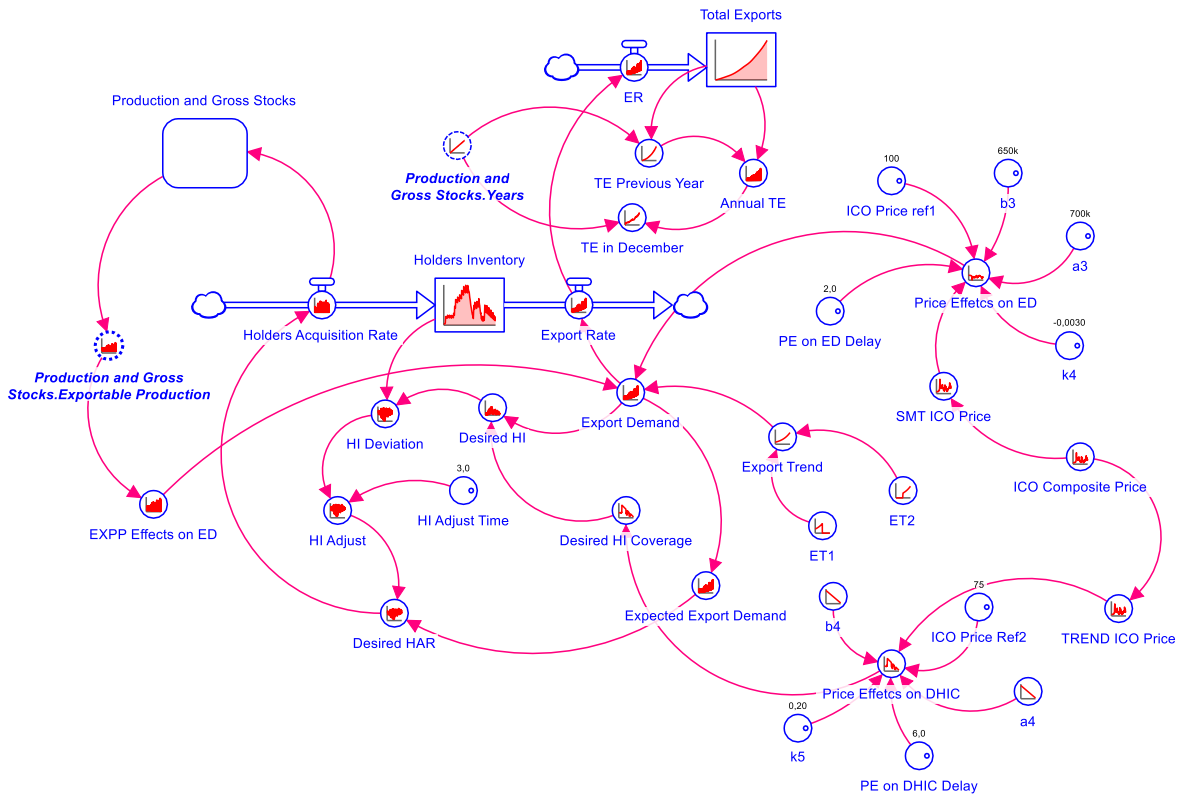 Total Exports
ER
Production and Gross Stocks
Production and
Gross Stocks.Years
TE Previous Year
Annual TE
TE in December
100
ICO Price ref1
650k
b3
700k
a3
Holders Inventory
Holders Acquisition Rate
Export Rate
Price Effetcs on ED
2,0
PE on ED Delay
-0,0030
k4
Production and Gross
Stocks.Exportable Production
SMT ICO Price
HI Deviation
Desired HI
Export Demand
Export Trend
ICO Composite Price
3,0
HI Adjust Time
ET2
EXPP Effects on ED
HI Adjust
Desired HI Coverage
ET1
Expected Export Demand
b4
75
ICO Price Ref2
TREND ICO Price
Desired HAR
Price Effetcs on DHIC
0,20
k5
a4
6,0
PE on DHIC Delay